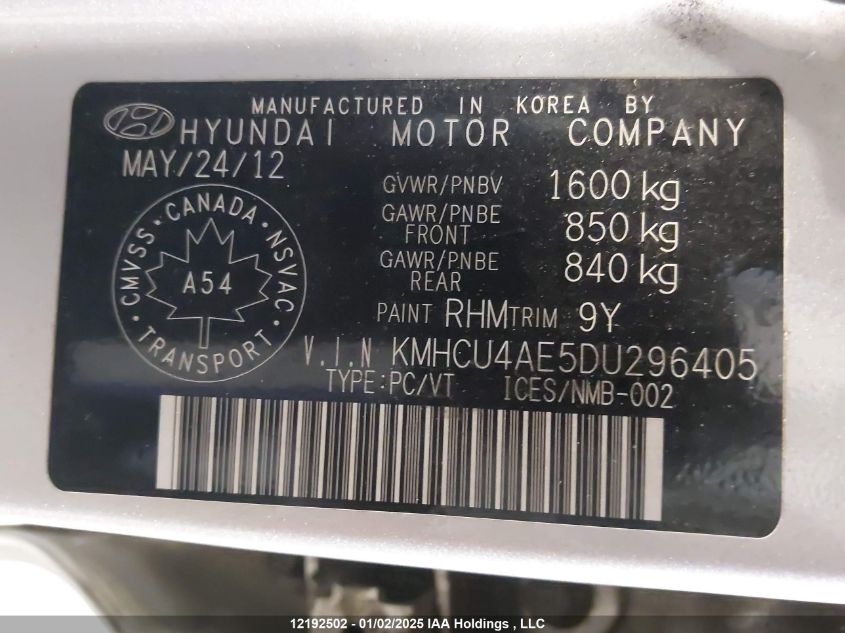 MANUFACTURED IN KOREA BY
HYUNDAI MOTOR COMPANY
MAY/24/12
GVWR/PNBV 1600 kg
GAWR/PNBE FRONT 850 kg
GAWR/PNBE REAR 840 kg
CANADA · NSVAC · TRANSPORT · CMVSS ·
A54
PAINT RHM TRIM 9Y
V.I.N KMHCU4AE5DU296405
TYPE:PC/VT ICES/NMB-002
12192502 - 01/02/2025 IAA Holdings , LLC